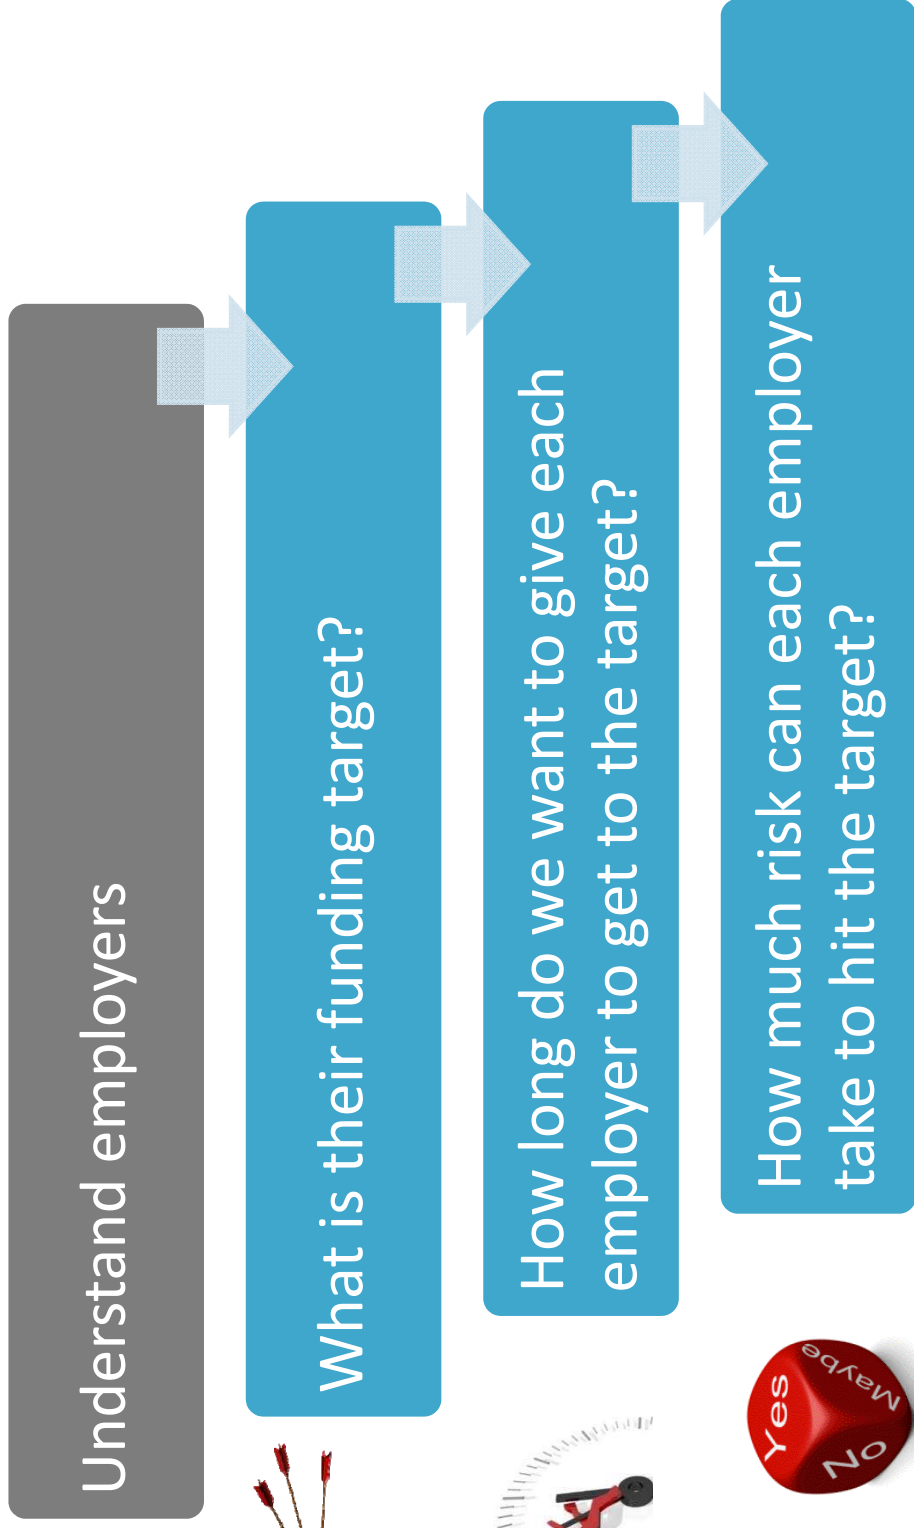 Understand employers
What is their funding target?
How long do we want to give each
employer to get to the target?
How much risk can each employer
take to hit the target?
Yes
No
Maybe